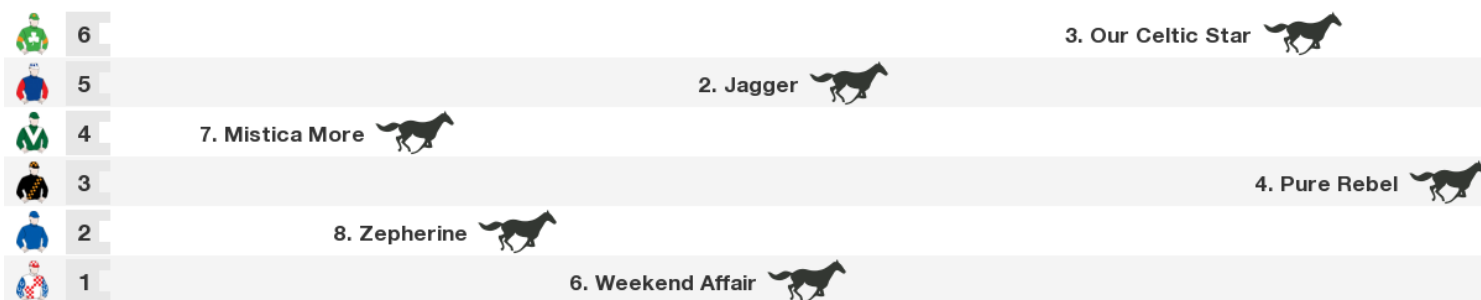 6 3. Our Celtic Star
5 2. Jagger
4 7. Mistica More
3 4. Pure Rebel
2 8. Zepherine
1 6. Weekend Affair